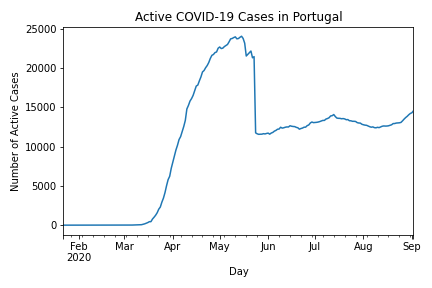 Active COVID-19 Cases in Portugal
Number of Active Cases
25000
20000
15000
10000
5000
0
Feb Mar Apr May Jun Jul Aug Sep
2020
Day